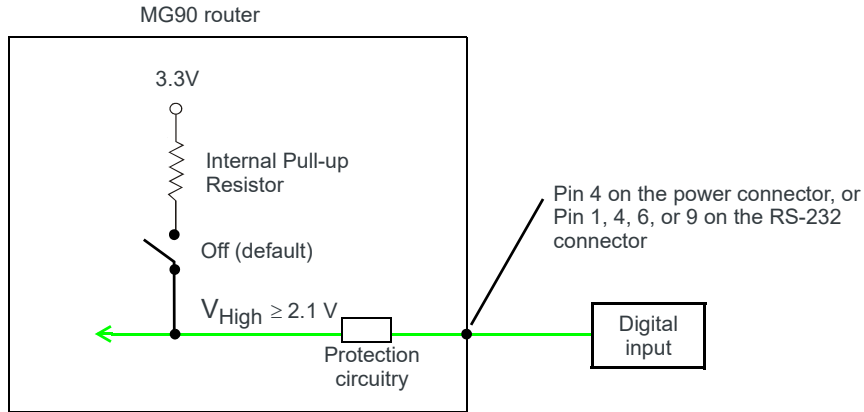 MG90 router
3.3V
Internal Pull-up
Resistor
Off (default)
Pin 4 on the power connector, or
Pin 1, 4, 6, or 9 on the RS-232
connector
VHigh ≥ 2.1 V
Protection
circuitry
Digital
input